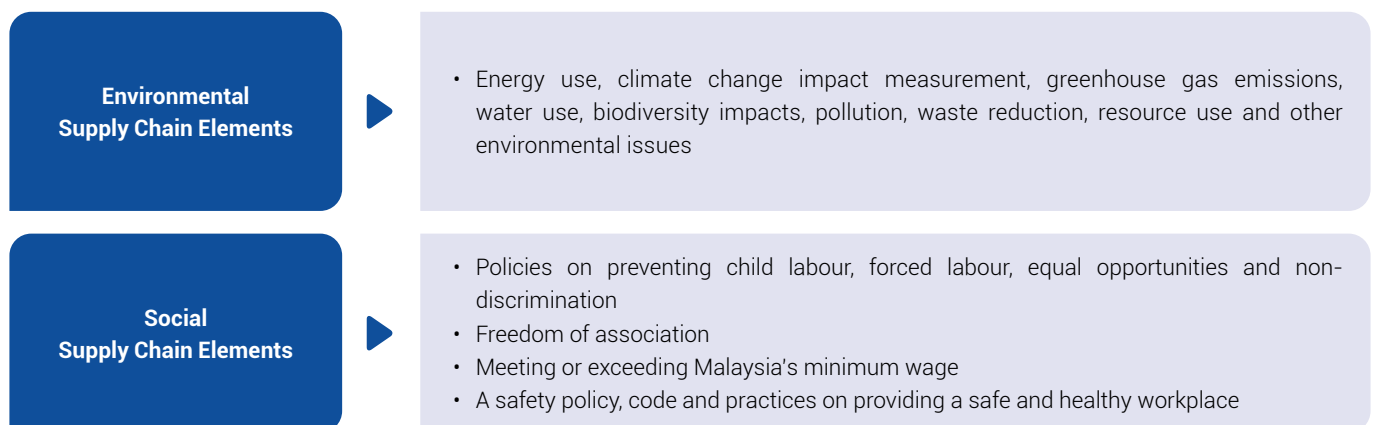 Environmental
Supply Chain Elements
• Energy use, climate change impact measurement, greenhouse gas emissions,
water use, biodiversity impacts, pollution, waste reduction, resource use and other
environmental issues
Social
Supply Chain Elements
• Policies on preventing child labour, forced labour, equal opportunities and non-
discrimination
• Freedom of association
• Meeting or exceeding Malaysia's minimum wage
• A safety policy, code and practices on providing a safe and healthy workplace